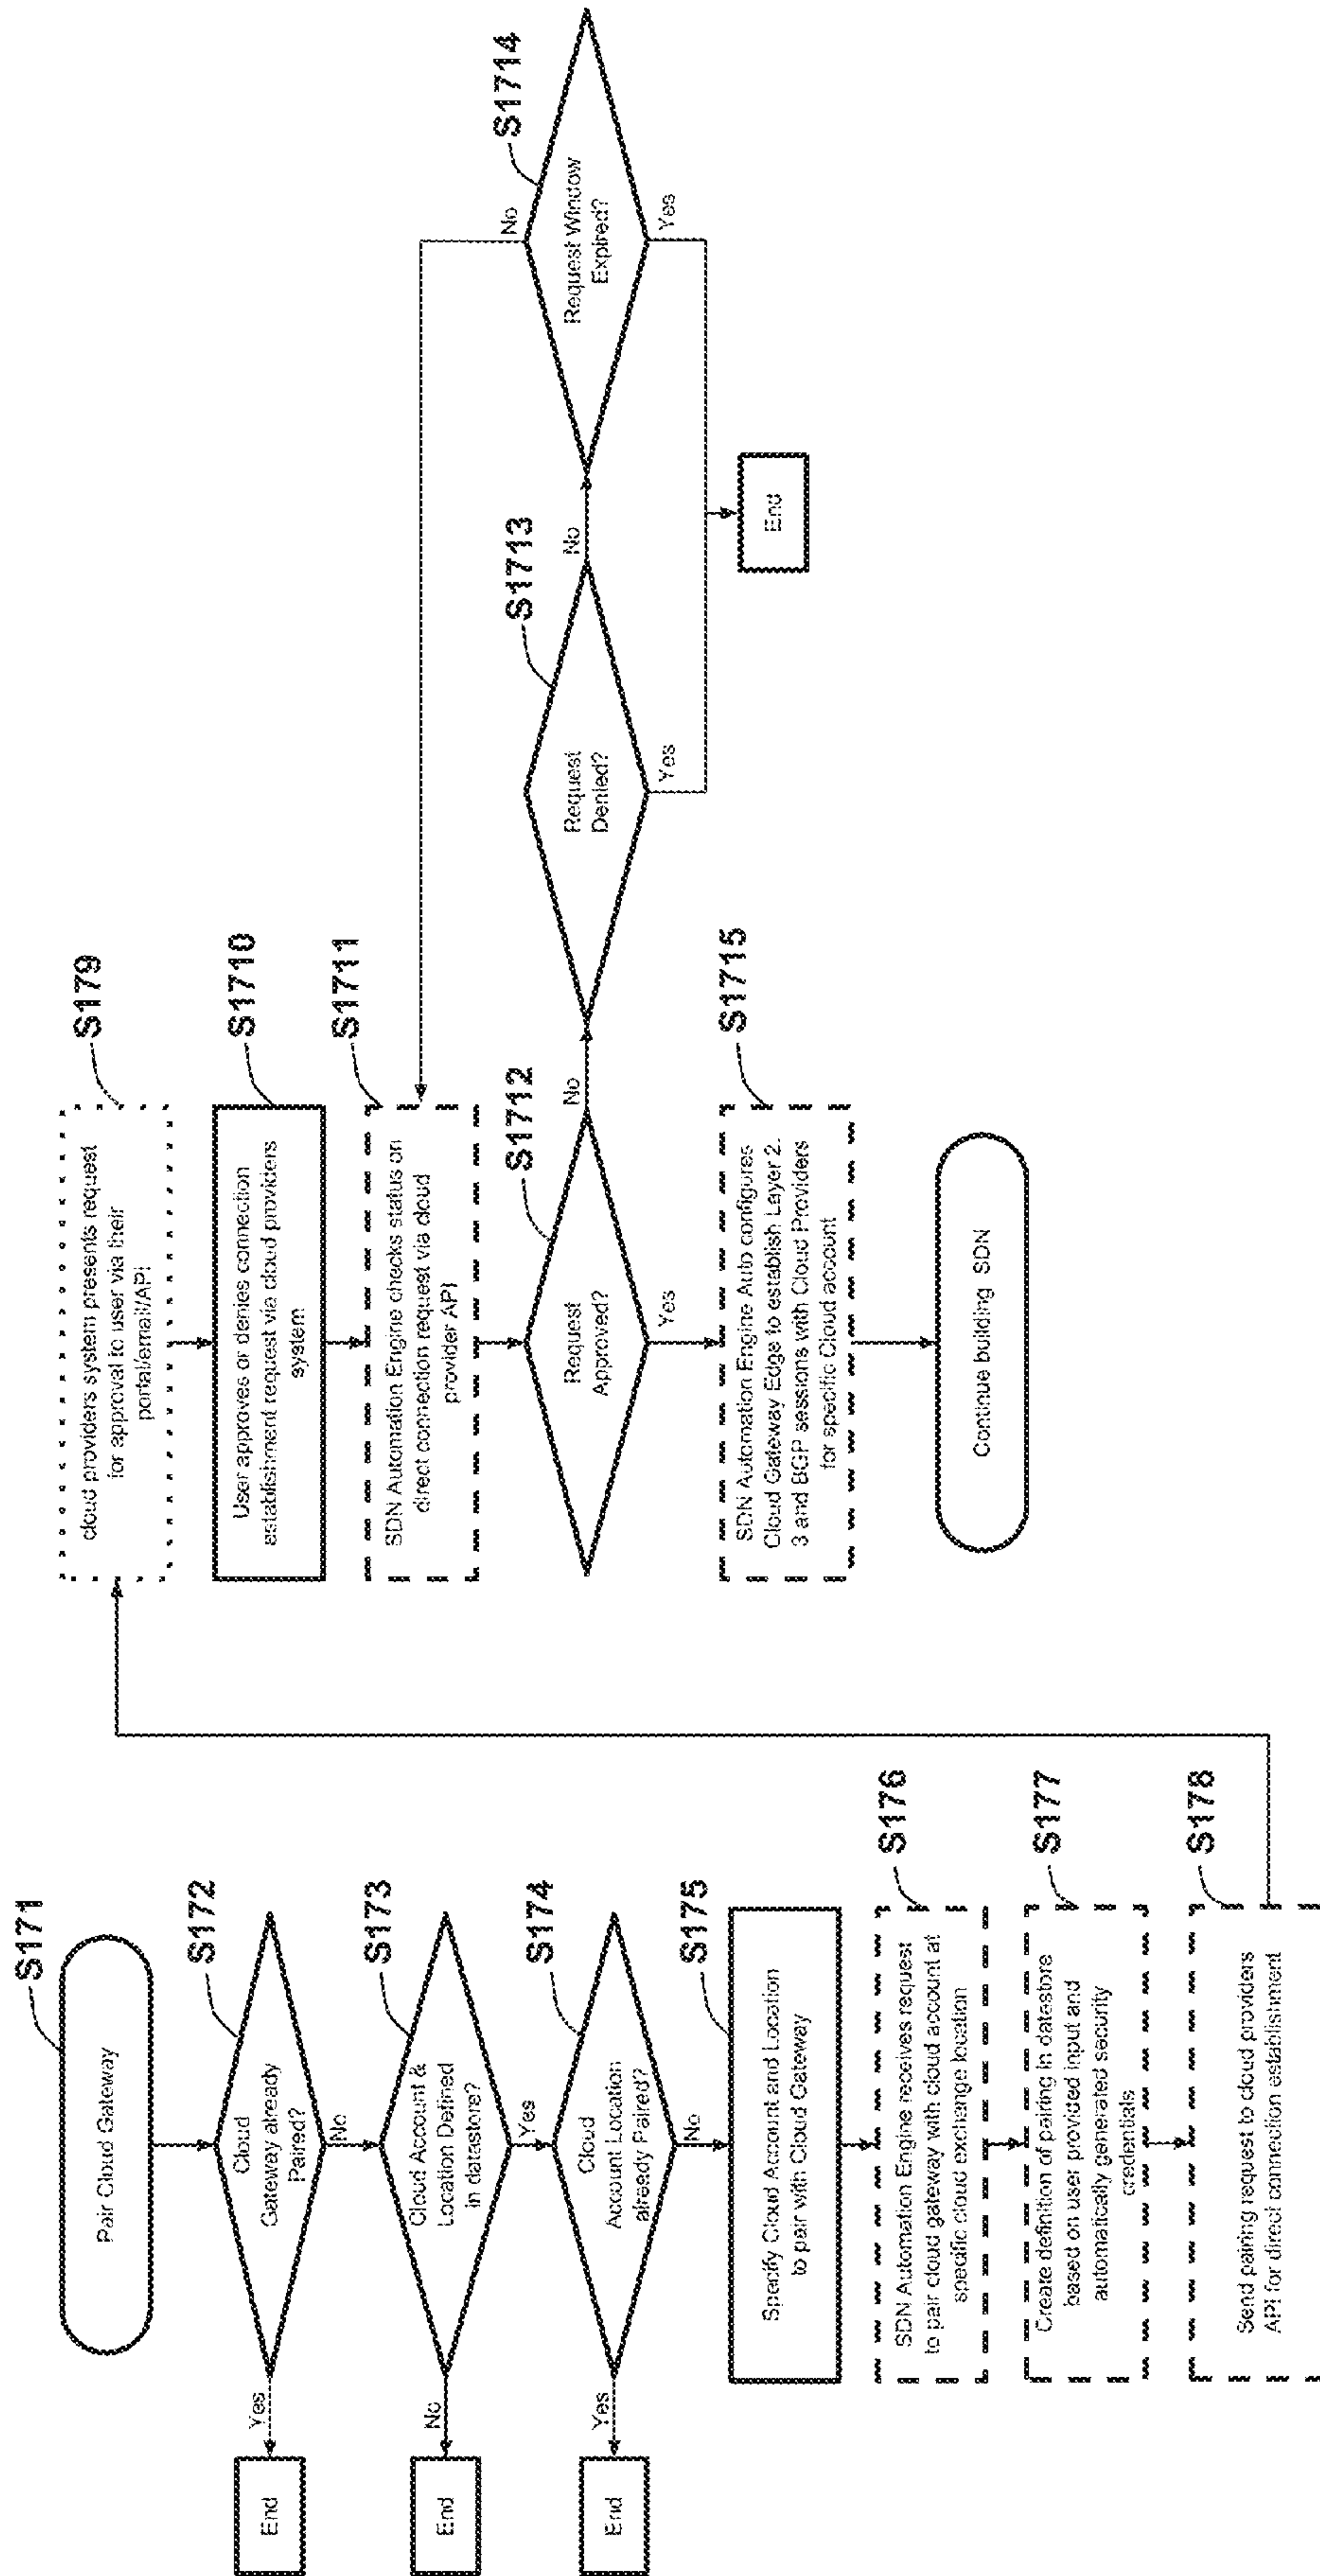 S171
Pair Cloud Gateway
S172
Cloud
Gateway already
Paired?
Yes
End
No
S173
Cloud Account &
Location Defined
in datastore?
No
End
Yes
S174
Cloud
Account Location
already Paired?
Yes
End
No
S175
Specify Cloud Account and Location
to pair with Cloud Gateway
S176
SDN Automation Engine receives request
to pair cloud gateway with cloud account at
specific cloud exchange location
S177
Create definition of pairing in datestore
based on user provided input and
automatically generated security
credentials
S178
Send pairing request to cloud providers
API for direct connection establishment
S179
cloud providers system presents request
for approval to user via their
portal/email/API
S1710
User approves or denies connection
establishment request via cloud providers
system
S1711
SDN Automation Engine checks status on
direct connection request via cloud
provider API
S1712
Request
Approved?
No
Yes
S1713
Request
Denied?
No
Yes
S1714
Request Window
Expired?
No
Yes
End
S1715
SDN Automation Engine Auto configures
Cloud Gateway Edge to establish Layer 2,
3 and BGP sessions with Cloud Providers
for specific Cloud account
Continue building SDN